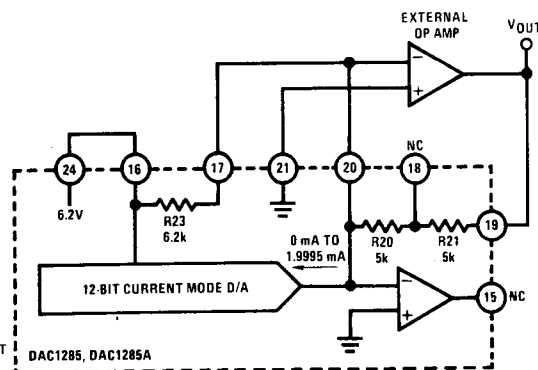 EXTERNAL
OP AMP
VOUT
−
+
NC
24
16
17
21
20
18
6.2V
R23
6.2k
0 mA TO
1.9995 mA
R20
5k
R21
5k
19
12-BIT CURRENT MODE D/A
−
+
15
NC
T
DAC1285, DAC1285A